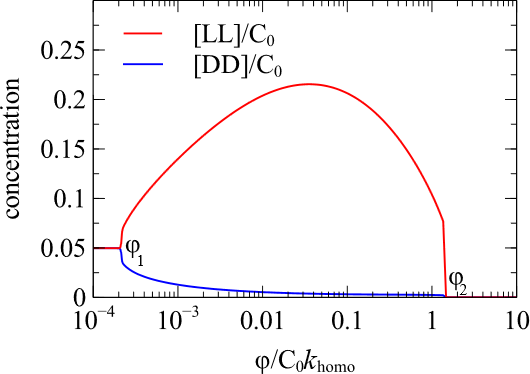 [LL]/C₀
[DD]/C₀
concentration
0.25
0.2
0.15
0.1
0.05
0
φ₁
φ₂
10⁻⁴ 10⁻³ 0.01 0.1 1 10
φ/C₀kₕₒₘₒ